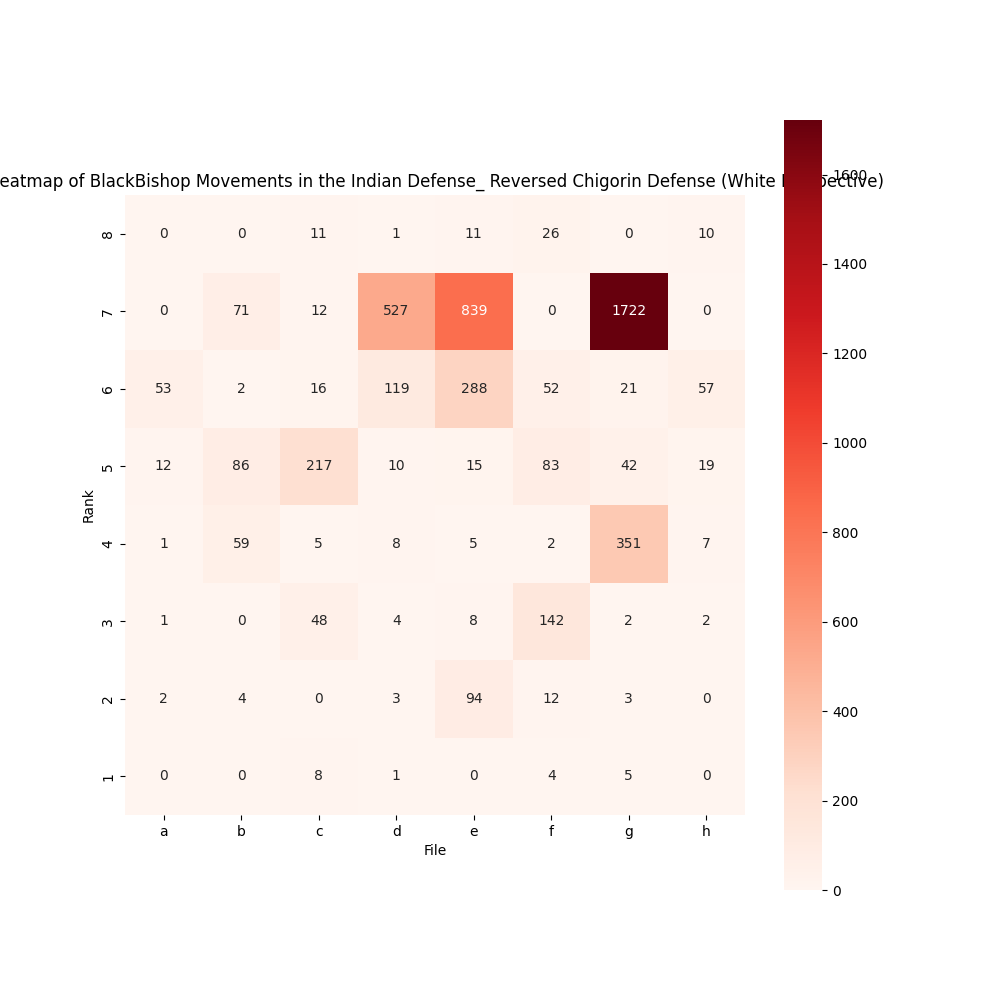 eatmap of BlackBishop Movements in the Indian Defense_ Reversed Chigorin Defense (White pective)
8 0 0 11 1 11 26 0 10
7 0 71 12 527 839 0 1722 0
6 53 2 16 119 288 52 21 57
5 12 86 217 10 15 83 42 19
4 1 59 5 8 5 2 351 7
3 1 0 48 4 8 142 2 2
2 2 4 0 3 94 12 3 0
1 0 0 8 1 0 4 5 0
a b c d e f g h
File
Rank
1600
1400
1200
1000
800
600
400
200
0